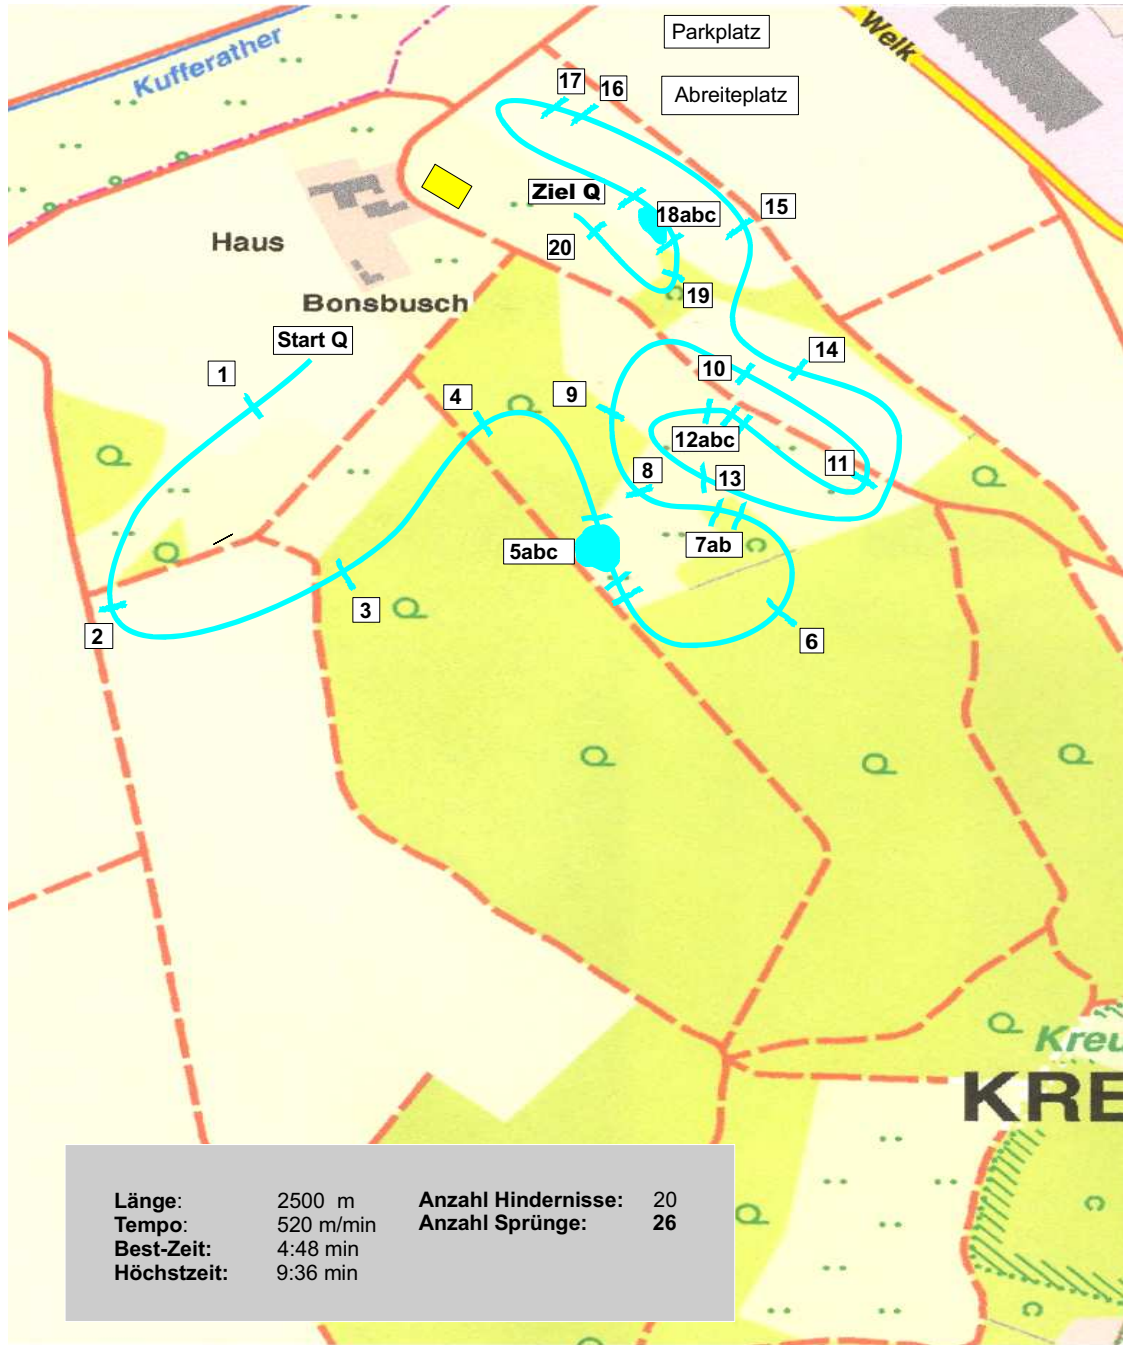 Parkplatz
Welk
Kufferather
Abreiteplatz
17
16
Ziel Q
18abc
15
20
Haus
19
Bonsbusch
Start Q
14
1
10
4
9
12abc
11
8
13
5abc
7ab
3
2
6
Kreu
KRE
Länge: 2500 m Anzahl Hindernisse: 20
Tempo: 520 m/min Anzahl Sprünge: 26
Best-Zeit: 4:48 min
Höchstzeit: 9:36 min